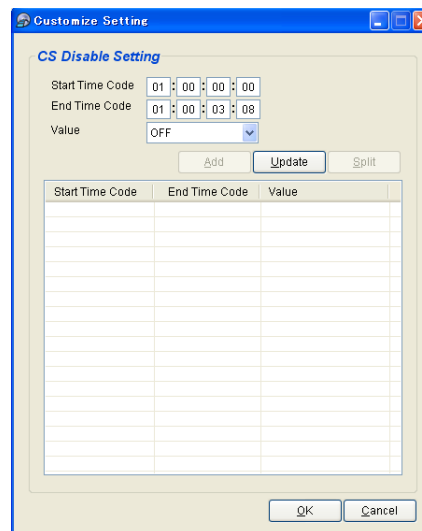 Customize Setting
CS Disable Setting
Start Time Code 01 : 00 : 00 : 00
End Time Code 01 : 00 : 03 : 08
Value OFF
Add Update Split
Start Time Code End Time Code Value
OK Cancel